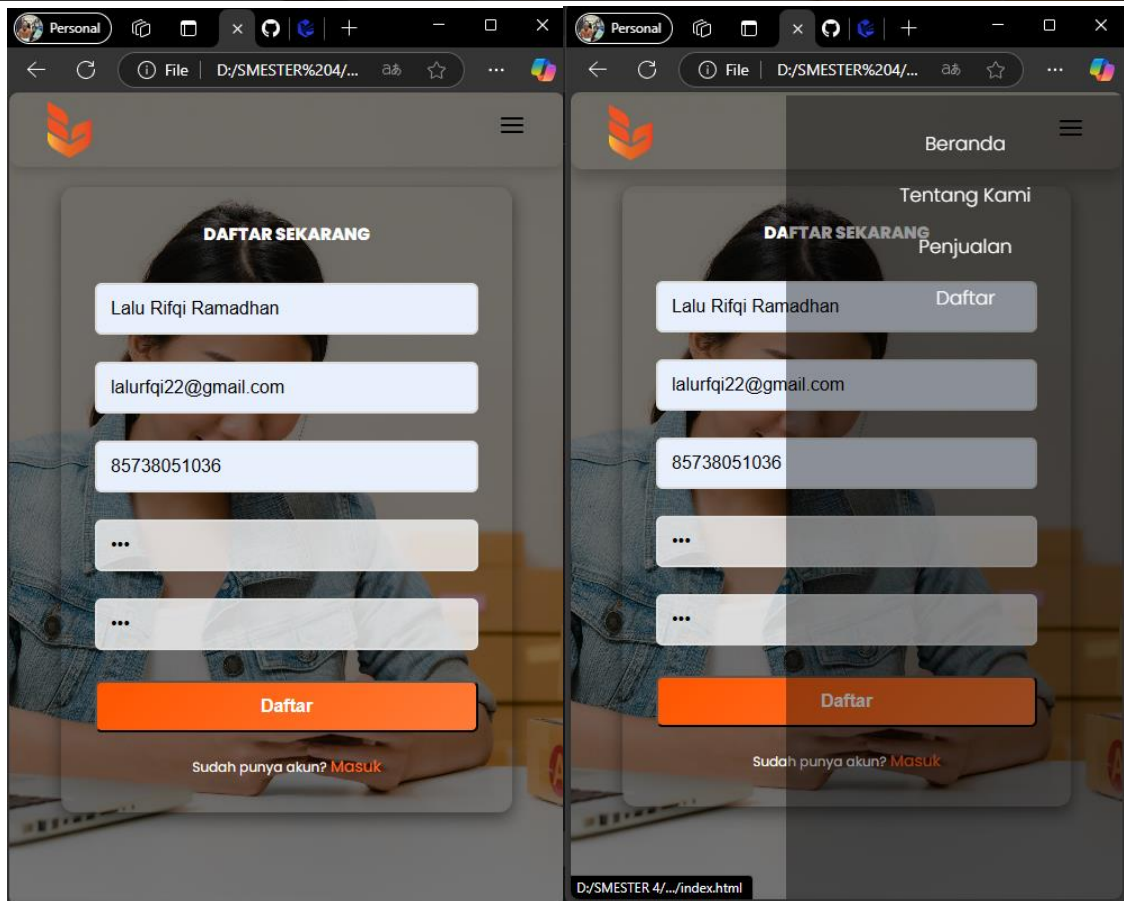 Personal
File
D:/SMESTER%204/...
あ
DAFTAR SEKARANG
Lalu Rifqi Ramadhan
lalurfqi22@gmail.com
85738051036
•••
•••
Daftar
Sudah punya akun? Masuk
Personal
File
D:/SMESTER%204/...
あ
Beranda
Tentang Kami
DAFTAR SEKARANG
Penjualan
Daftar
Lalu Rifqi Ramadhan
lalurfqi22@gmail.com
85738051036
•••
•••
Daftar
Sudah punya akun? Masuk
D:/SMESTER 4/.../index.html